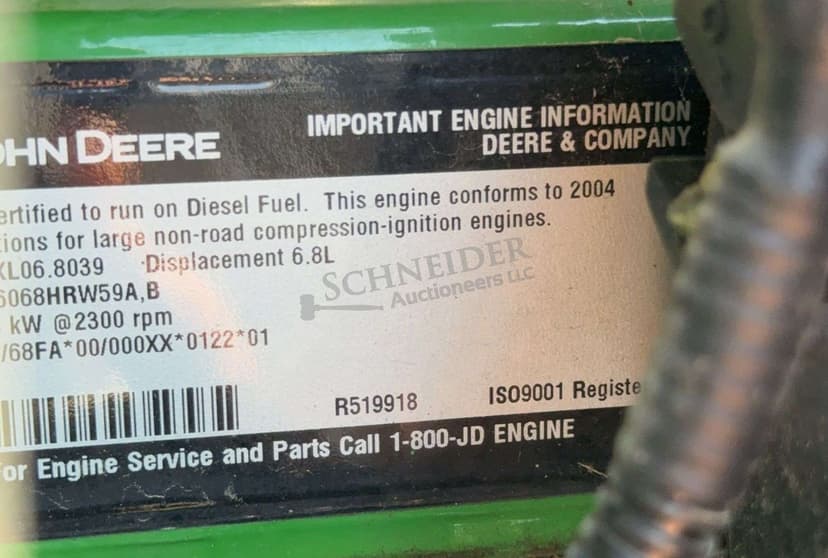 OHN DEERE
IMPORTANT ENGINE INFORMATION
DEERE & COMPANY
ertified to run on Diesel Fuel. This engine conforms to 2004
tions for large non-road compression-ignition engines.
XL06.8039 Displacement 6.8L
6068HRW59A,B
kW @2300 rpm
/68FA*00/000XX*0122*01
SCHNEIDER
Auctioneers LLC
R519918 ISO9001 Registe
or Engine Service and Parts Call 1-800-JD ENGINE